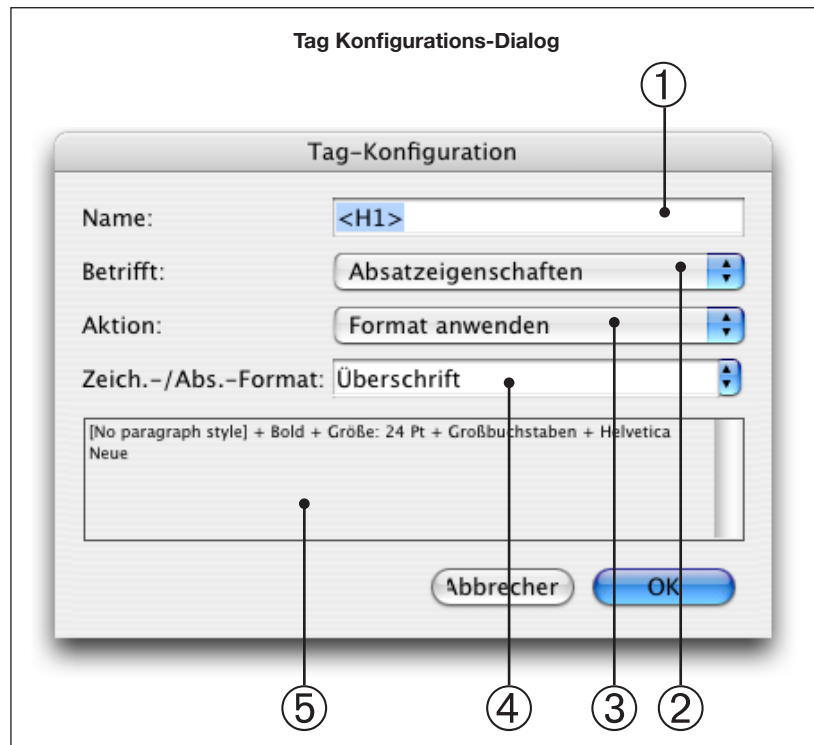 Tag Konfigurations-Dialog
①
Tag-Konfiguration
Name: <H1>
Betrifft: Absatzeigenschaften
Aktion: Format anwenden
Zeich.-/Abs.-Format: Überschrift
[No paragraph style] + Bold + Größe: 24 Pt + Großbuchstaben + Helvetica
Neue
Abbrecher OK
⑤ ④ ③ ②